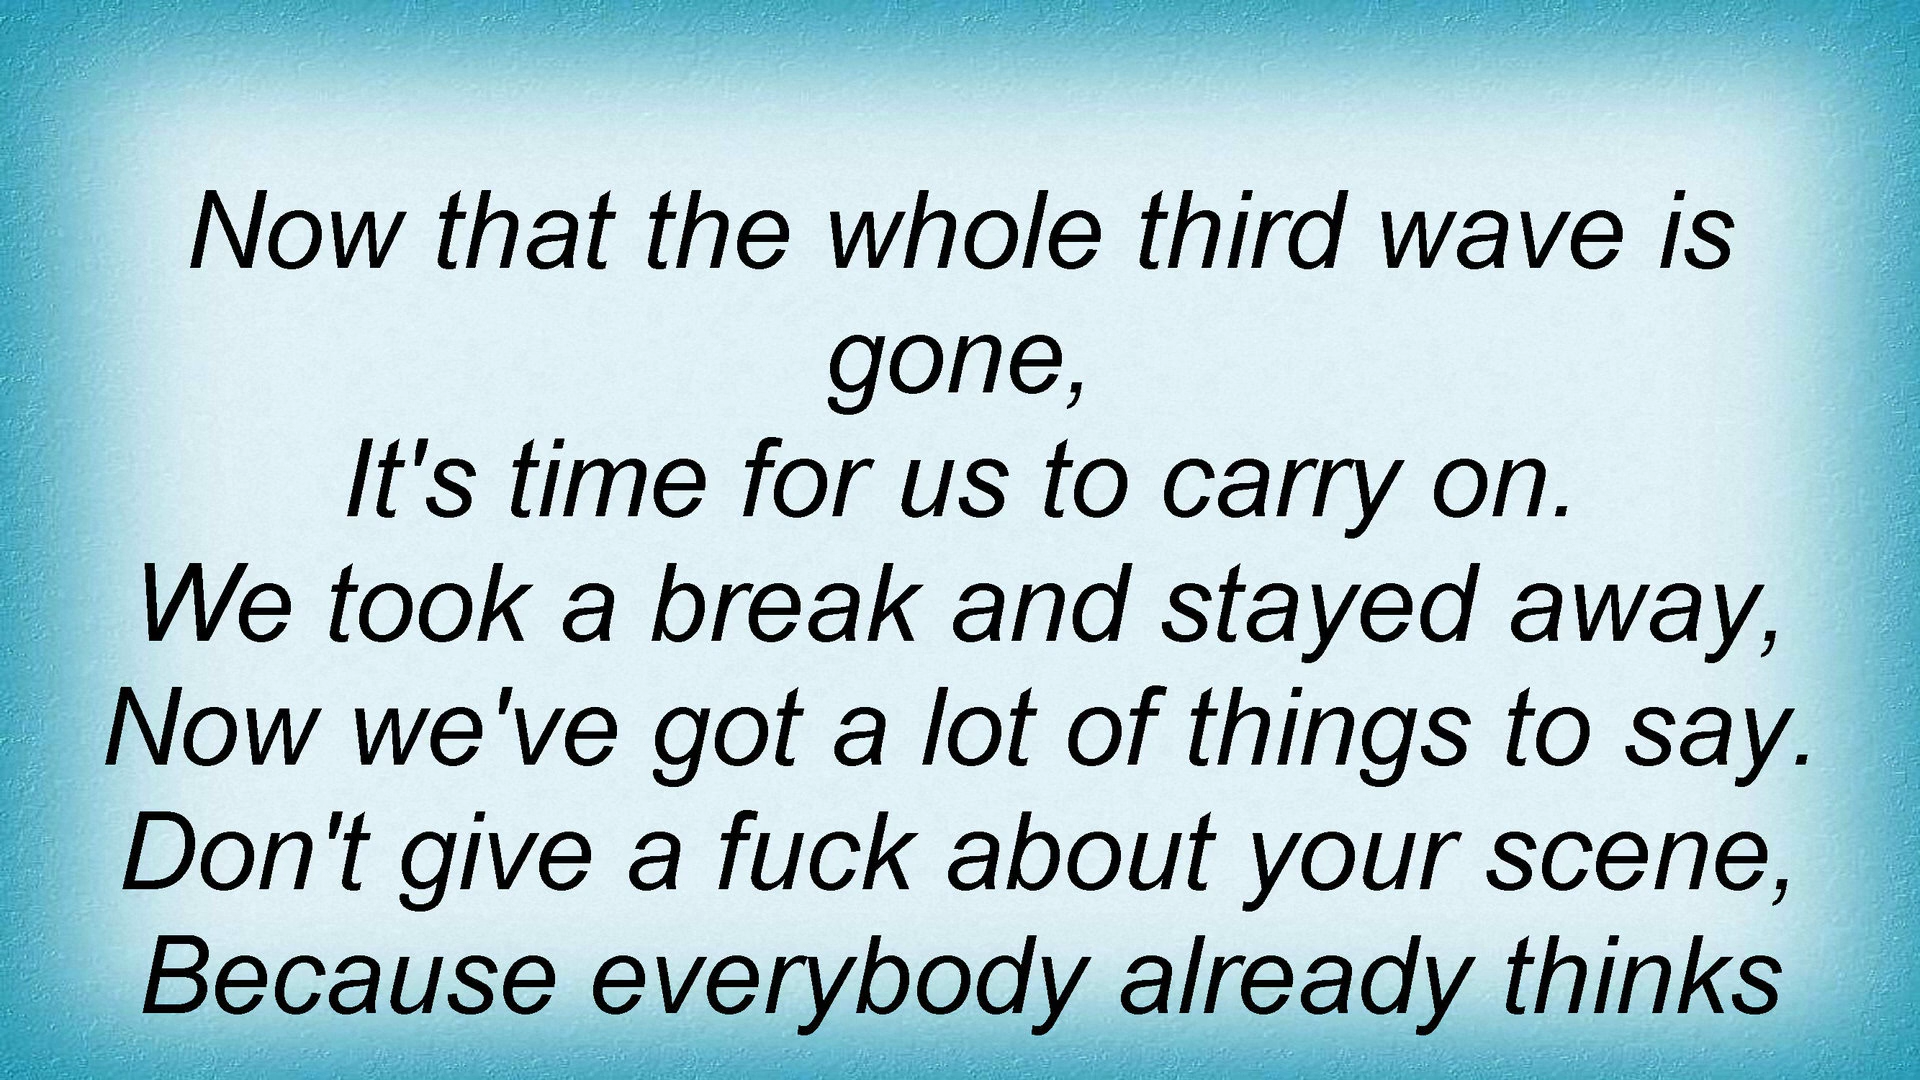 Now that the whole third wave is
gone,
It's time for us to carry on.
We took a break and stayed away,
Now we've got a lot of things to say.
Don't give a fuck about your scene,
Because everybody already thinks